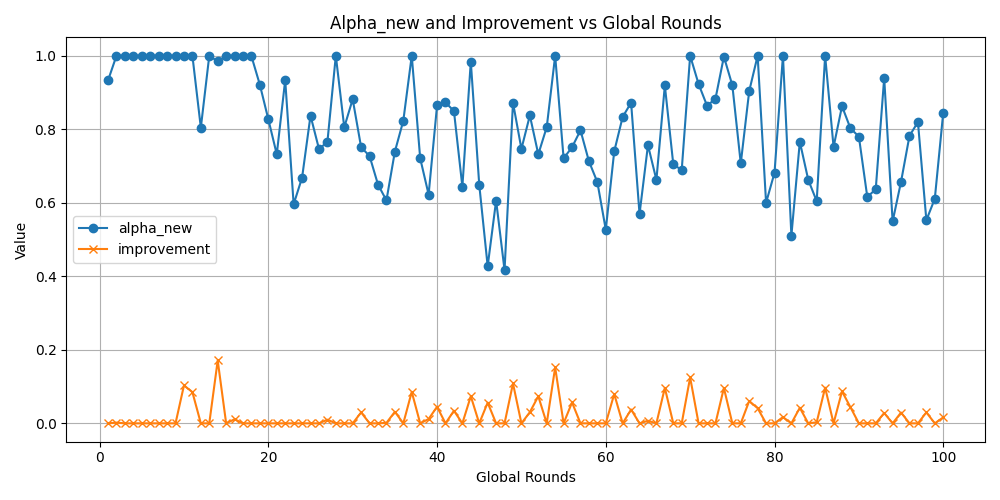 Alpha_new and Improvement vs Global Rounds
1.0
0.8
0.6
0.4
0.2
0.0
Value
alpha_new
improvement
0 20 40 60 80 100
Global Rounds